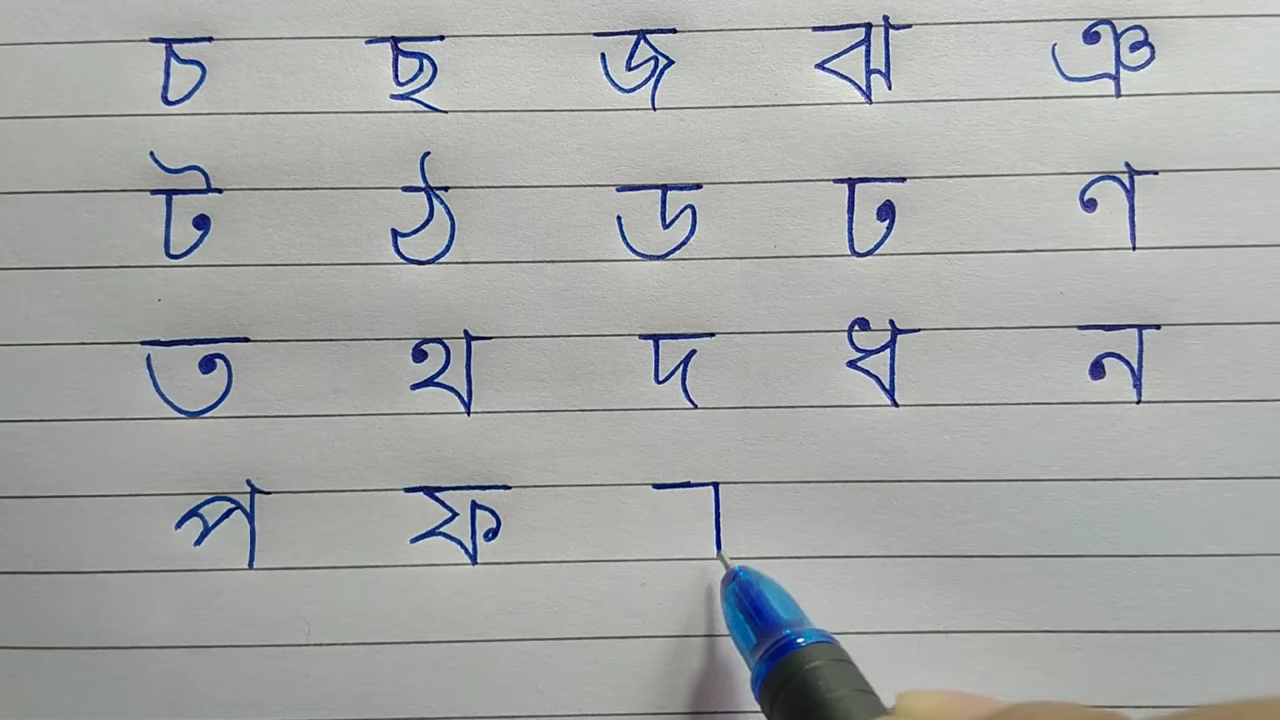 চ ছ জ ঝ ঞ
ট ঠ ড ঢ ণ
ত থ দ ধ ন
প ফ